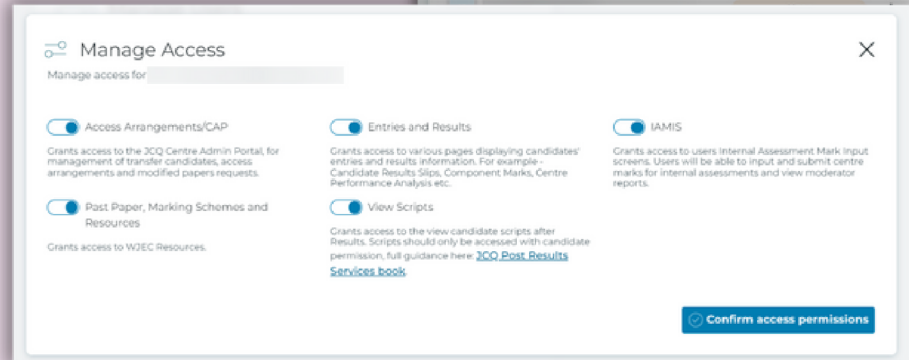 Manage Access
Manage access for
Access Arrangements/CAP
Grants access to the JCQ Centre Admin Portal, for
management of transfer candidates, access
arrangements and modified papers requests.
Entries and Results
Grants access to various pages displaying candidates'
entries and results information. For example -
Candidate Results Slips, Component Marks, Centre
Performance Analysis etc.
IAMIS
Grants access to users Internal Assessment Mark Input
screens. Users will be able to input and submit centre
marks for internal assessments and view moderator
reports.
Past Paper, Marking Schemes and
Resources
Grants access to WJEC Resources.
View Scripts
Grants access to the view candidate scripts after
Results. Scripts should only be accessed with candidate
permission, full guidance here: JCQ Post Results
Services book.
Confirm access permissions